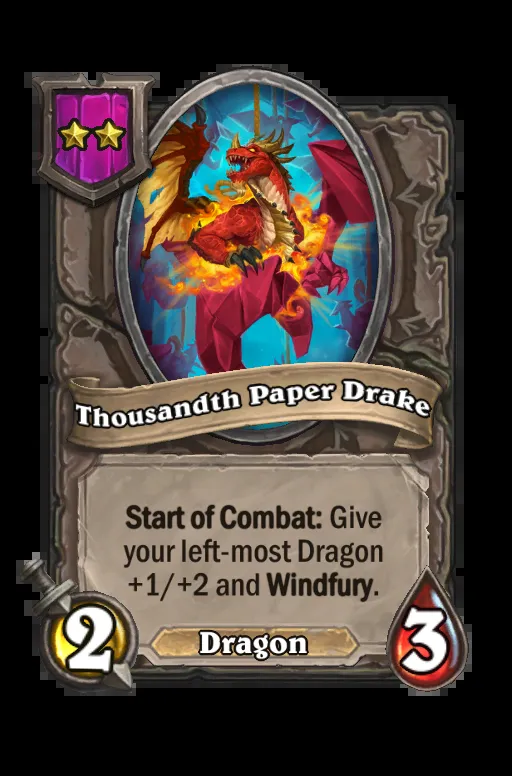 Thousandth Paper Drake
Start of Combat: Give
your left-most Dragon
+1/+2 and Windfury.
2
Dragon
3